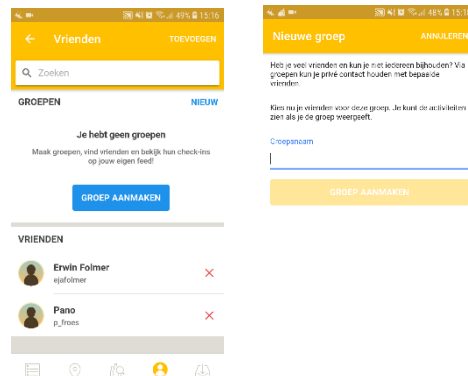 49% 15:16
Vrienden TOEVOEGEN
Zoeken
GROEPEN NIEUW
Je hebt geen groepen
Maak groepen, vind vrienden en bekijk hun check-ins
op jouw eigen feed!
GROEP AANMAKEN
VRIENDEN
Erwin Folmer
ejafolmer
Pano
p_froes
48% 15:18
Nieuwe groep ANNULEREN
Heb je veel vrienden en kun je niet iedereen bijhouden? Via
groepen kun je privé contact houden met bepaalde
vrienden.
Kies nu je vrienden voor deze groep. Je kunt de activiteiten
zien als je de groep weergeeft.
Groepsnaam
GROEP AANMAKEN